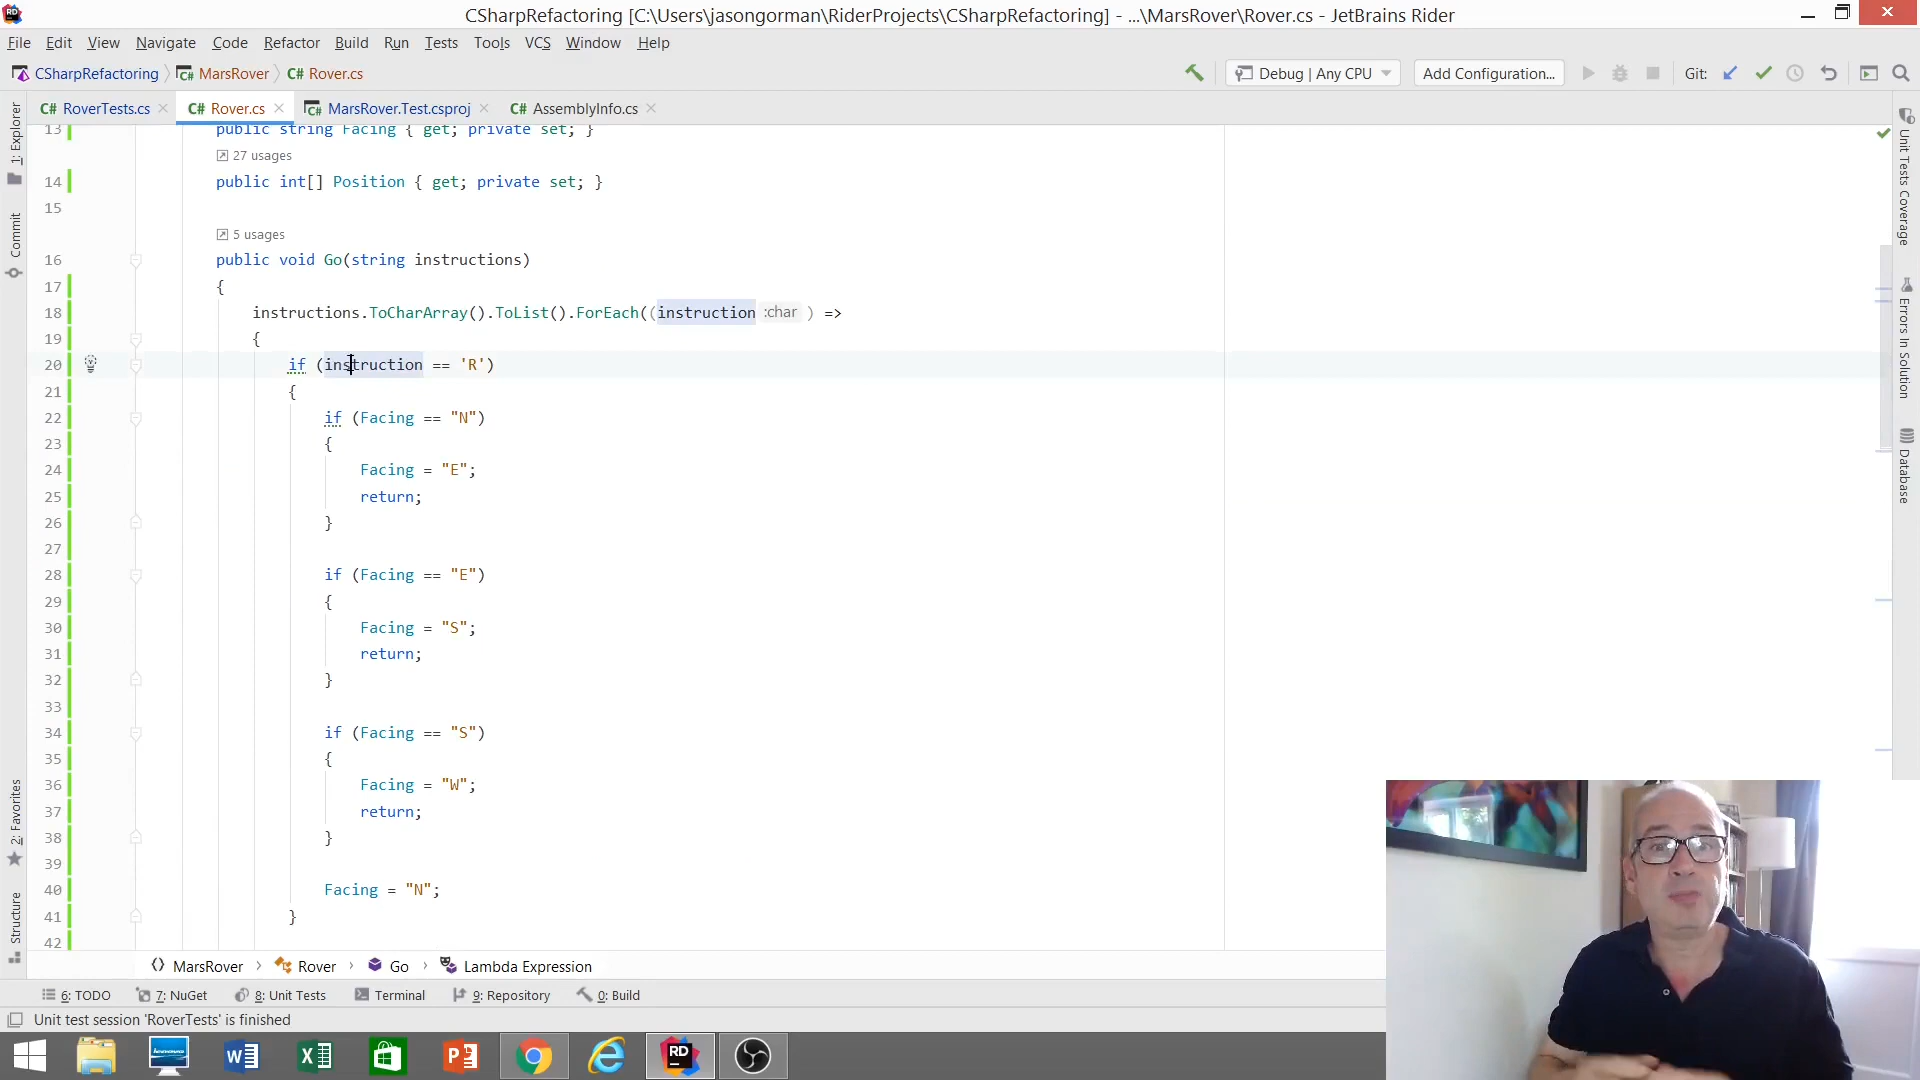 CSharpRefactoring [C:\Users\jasongorman\RiderProjects\CSharpRefactoring] - ...\MarsRover\Rover.cs - JetBrains Rider
File Edit View Navigate Code Refactor Build Run Tests Tools VCS Window Help
CSharpRefactoring MarsRover C# Rover.cs Debug | Any CPU Add Configuration... Git:
C# RoverTests.cs C# Rover.cs MarsRover.Test.csproj C# AssemblyInfo.cs
13 public string Facing { get; private set; }
27 usages
14 public int[] Position { get; private set; }
15
5 usages
16 public void Go(string instructions)
17 {
18 instructions.ToCharArray().ToList().ForEach((instruction :char ) =>
19 {
20 if (instruction == 'R')
21 {
22 if (Facing == "N")
23 {
24 Facing = "E";
25 return;
26 }
27
28 if (Facing == "E")
29 {
30 Facing = "S";
31 return;
32 }
33
34 if (Facing == "S")
35 {
36 Facing = "W";
37 return;
38 }
39
40 Facing = "N";
41 }
42
1: Explorer
Commit
2: Favorites
Structure
Unit Tests Coverage
Errors In Solution
Database
MarsRover Rover Go Lambda Expression
6: TODO 7: NuGet 8: Unit Tests Terminal 9: Repository 0: Build
Unit test session 'RoverTests' is finished